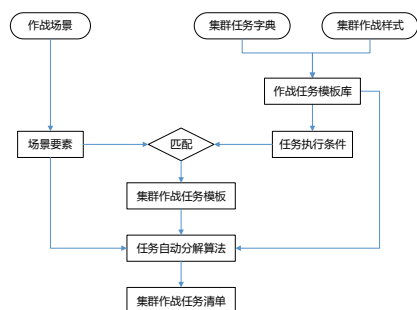 作战场景
集群任务字典
集群作战样式
作战任务模板库
场景要素
匹配
任务执行条件
集群作战任务模板
任务自动分解算法
集群作战任务清单